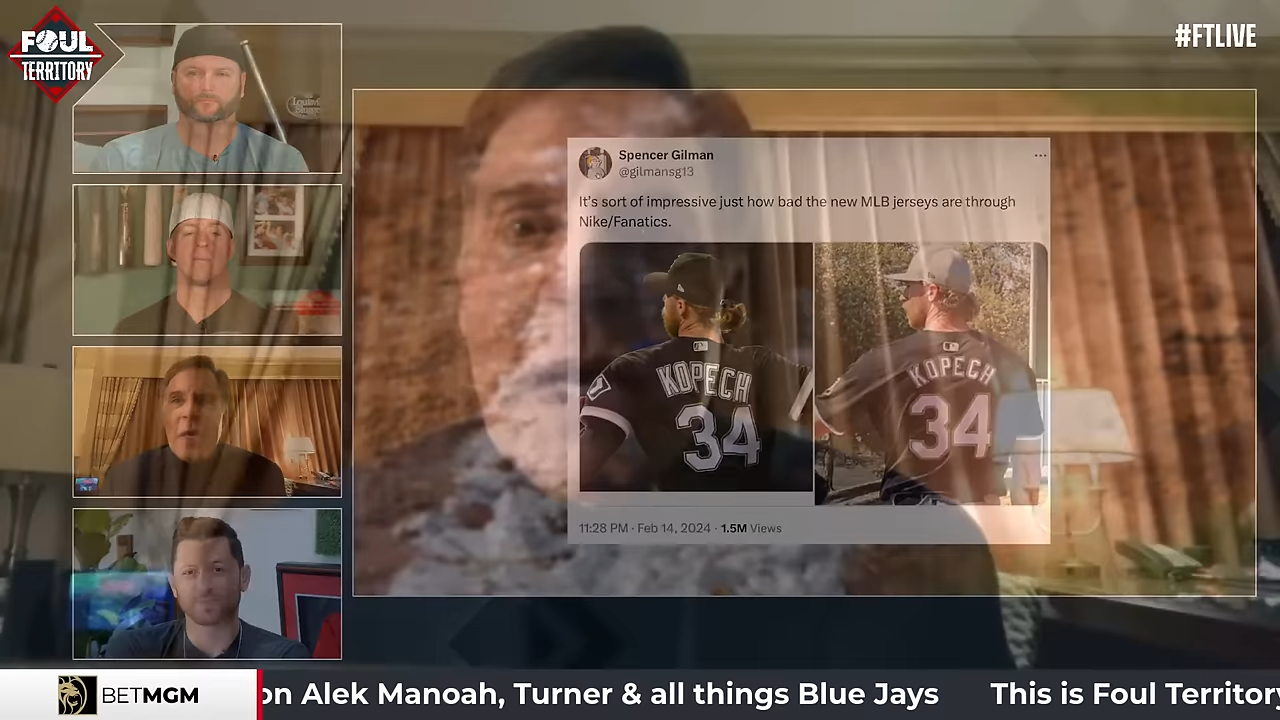 FOUL
TERRITORY
#FTLIVE
Spencer Gilman
@gilmansg13
It's sort of impressive just how bad the new MLB jerseys are through
Nike/Fanatics.
KOPECH
34
KOPECH
34
11:28 PM · Feb 14, 2024 · 1.5M Views
BETMGM
on Alek Manoah, Turner & all things Blue Jays This is Foul Territory